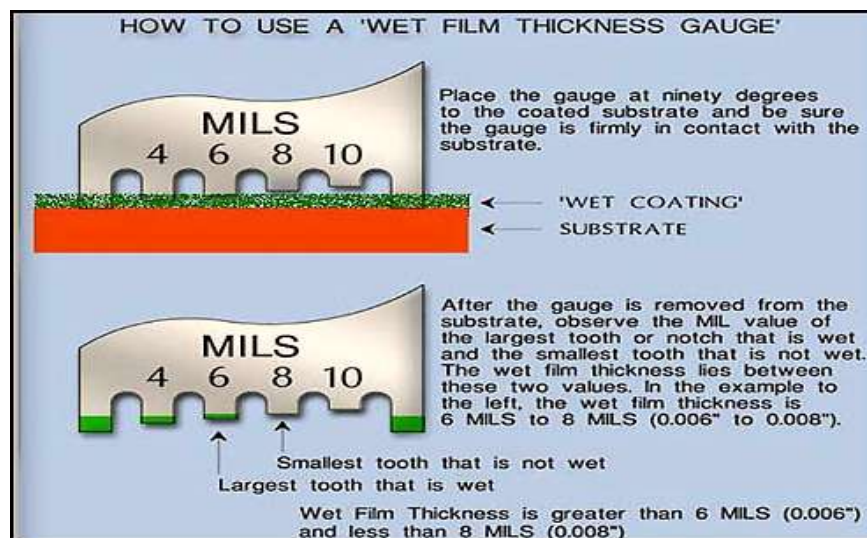 HOW TO USE A 'WET FILM THICKNESS GAUGE'
MILS
4 6 8 10
Place the gauge at ninety degrees
to the coated substrate and be sure
the gauge is firmly in contact with the
substrate.
'WET COATING'
SUBSTRATE
MILS
4 6 8 10
After the gauge is removed from the
substrate, observe the MIL value of
the largest tooth or notch that is wet
and the smallest tooth that is not wet.
The wet film thickness lies between
these two values. In the example to
the left, the wet film thickness is
6 MILS to 8 MILS (0.006" to 0.008").
Smallest tooth that is not wet
Largest tooth that is wet
Wet Film Thickness is greater than 6 MILS (0.006")
and less than 8 MILS (0.008")